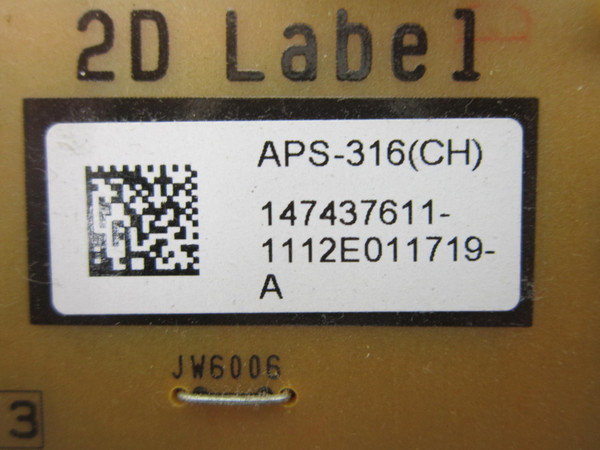 2D Label
APS-316(CH)
147437611-
1112E011719-
A
JW6006
3